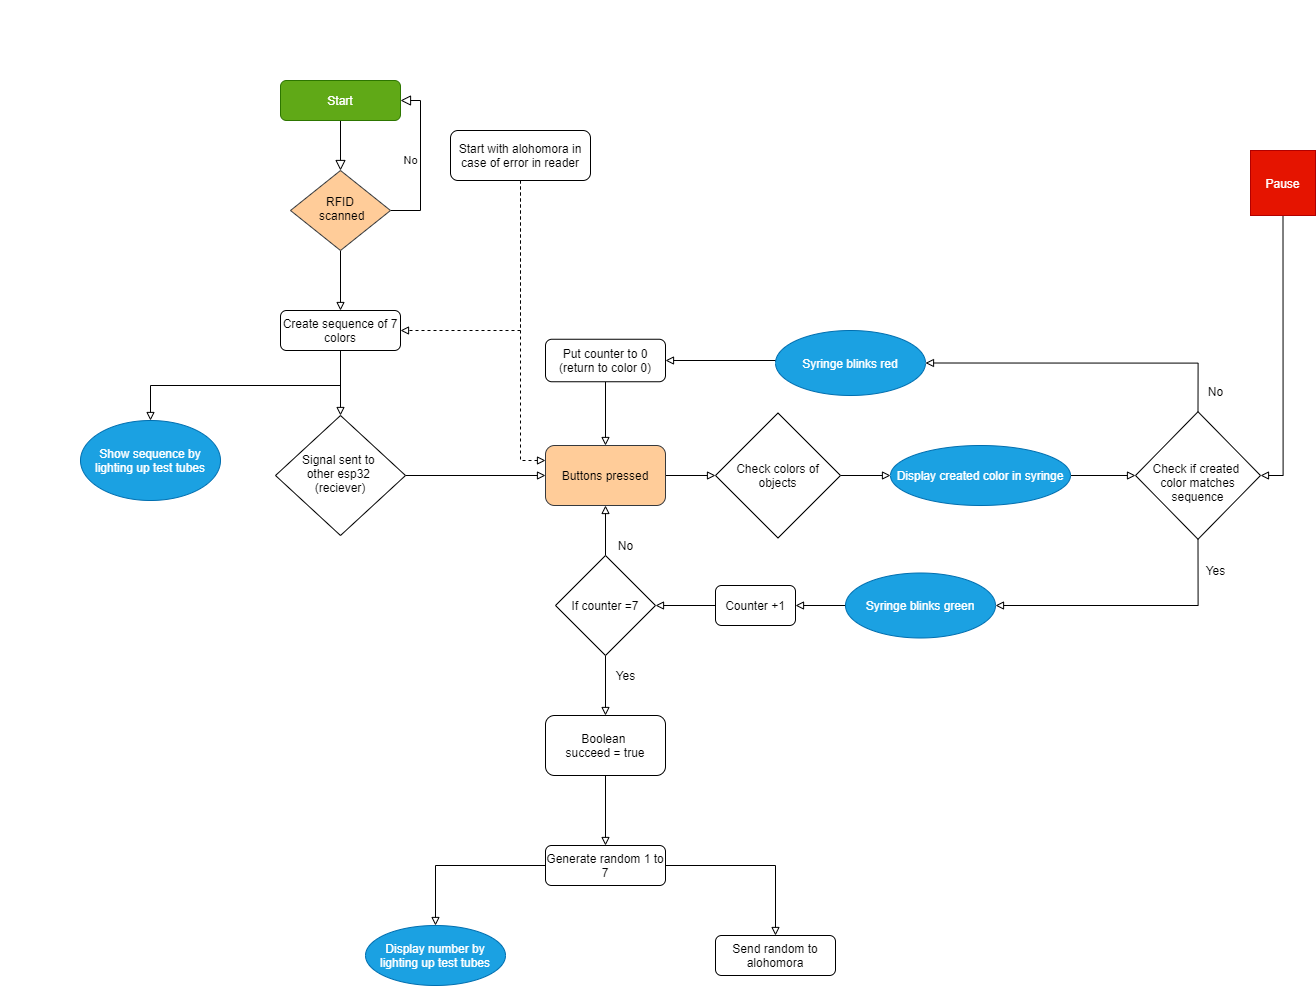 Start
No
Start with alohomora in
case of error in reader
Pause
RFID
scanned
Create sequence of 7
colors
Put counter to 0
(return to color 0)
Syringe blinks red
No
Show sequence by
lighting up test tubes
Signal sent to
other esp32
(reciever)
Buttons pressed
Check colors of
objects
Display created color in syringe
Check if created
color matches
sequence
No
Yes
If counter =7
Counter +1
Syringe blinks green
Yes
Boolean
succeed = true
Generate random 1 to
7
Display number by
lighting up test tubes
Send random to
alohomora